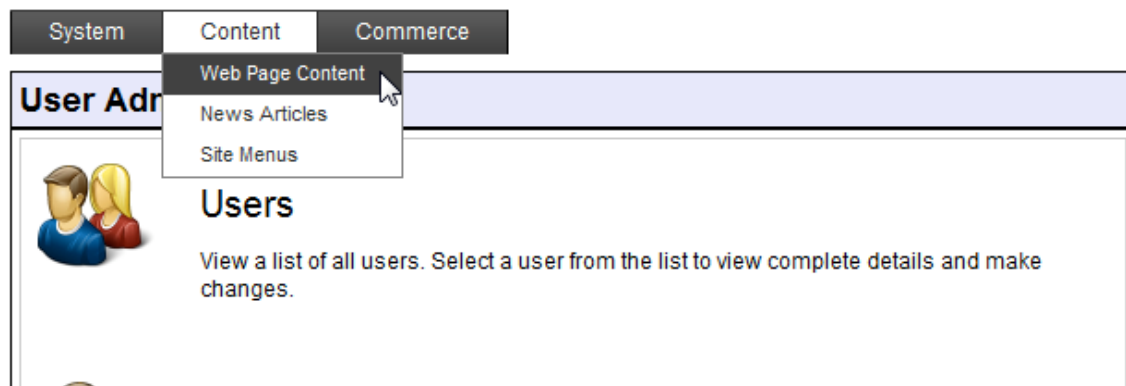 System Content Commerce
Web Page Content
User Adr
News Articles
Site Menus
Users
View a list of all users. Select a user from the list to view complete details and make
changes.